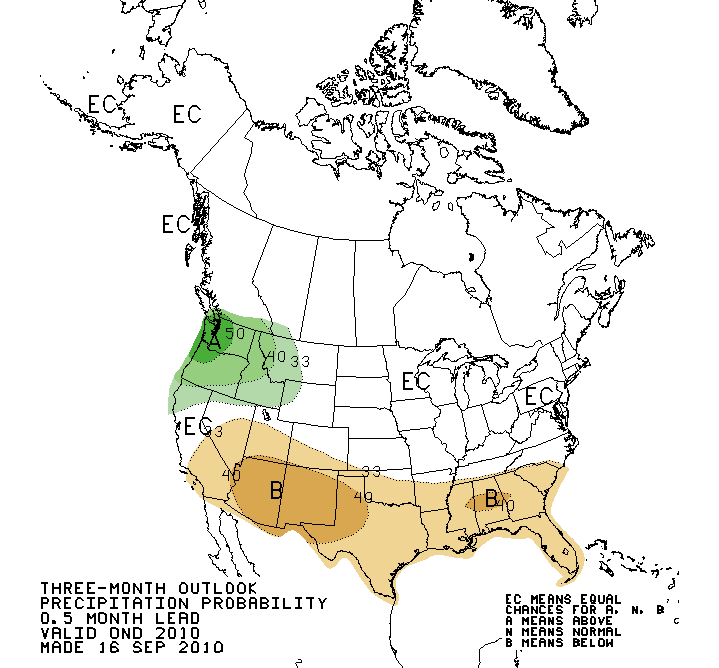 EC
EC
EC
A 50
40 33
EC
EC
EC 33
33
40
B
40
B 40
THREE-MONTH OUTLOOK
PRECIPITATION PROBABILITY
0.5 MONTH LEAD
VALID OND 2010
MADE 16 SEP 2010
EC MEANS EQUAL
CHANCES FOR A, N, B
A MEANS ABOVE
N MEANS NORMAL
B MEANS BELOW